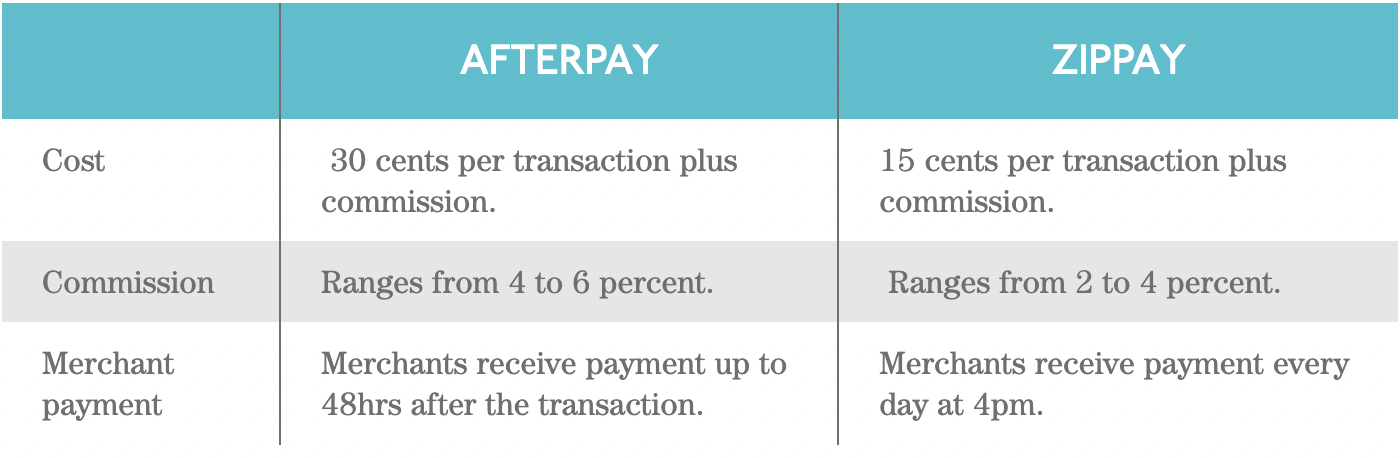 AFTERPAY ZIPPAY
Cost
30 cents per transaction plus
commission.
15 cents per transaction plus
commission.
Commission
Ranges from 4 to 6 percent.
Ranges from 2 to 4 percent.
Merchant
payment
Merchants receive payment up to
48hrs after the transaction.
Merchants receive payment every
day at 4pm.